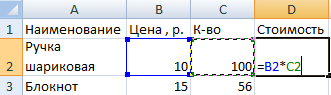 A B C D
1 Наименование Цена , р. К-во Стоимость
Ручка
2 шариковая 10 100 =B2*C2
3 Блокнот 15 56